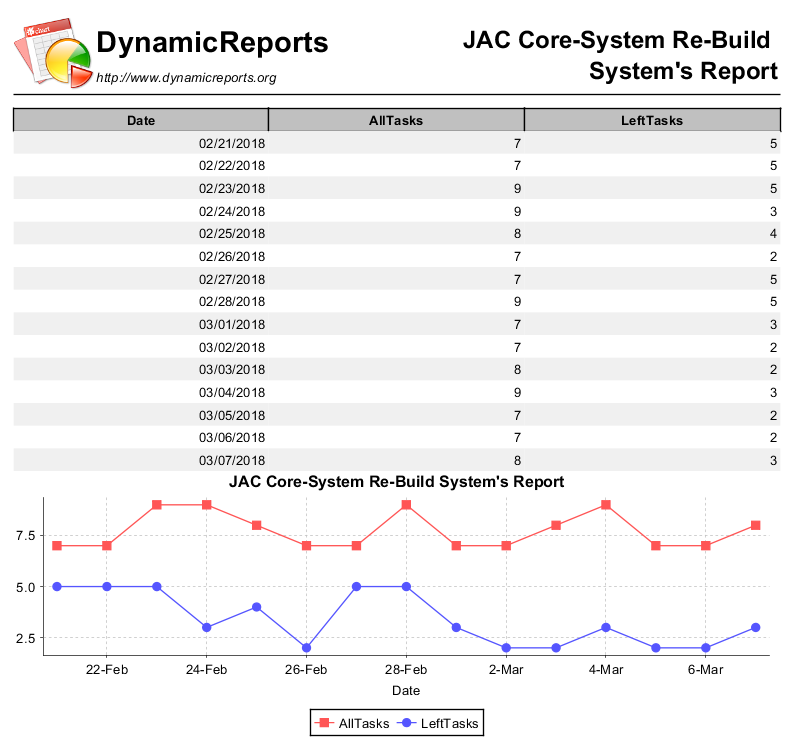 chart
DynamicReports
http://www.dynamicreports.org
JAC Core-System Re-Build
System's Report
Date AllTasks LeftTasks
02/21/2018 7 5
02/22/2018 7 5
02/23/2018 9 5
02/24/2018 9 3
02/25/2018 8 4
02/26/2018 7 2
02/27/2018 7 5
02/28/2018 9 5
03/01/2018 7 3
03/02/2018 7 2
03/03/2018 8 2
03/04/2018 9 3
03/05/2018 7 2
03/06/2018 7 2
03/07/2018 8 3
JAC Core-System Re-Build System's Report
7.5
5.0
2.5
22-Feb 24-Feb 26-Feb 28-Feb 2-Mar 4-Mar 6-Mar
Date
AllTasks LeftTasks